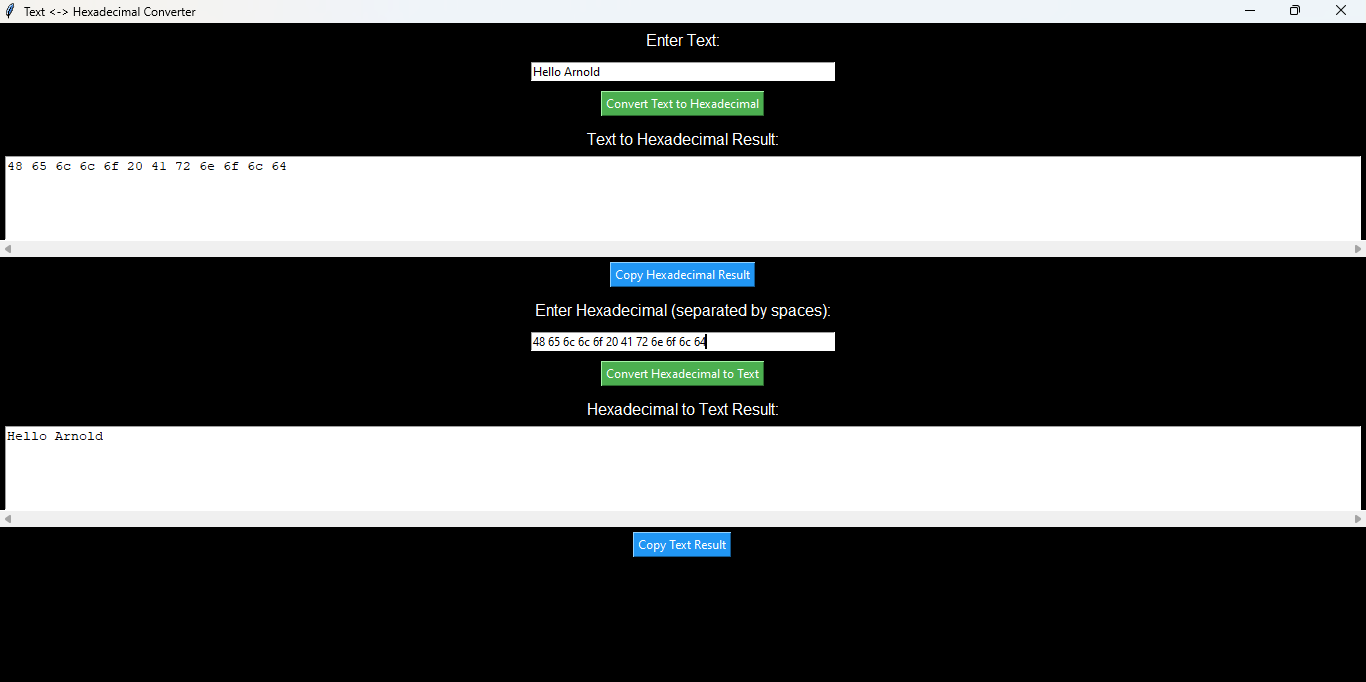 Text <-> Hexadecimal Converter
Enter Text:
Hello Arnold
Convert Text to Hexadecimal
Text to Hexadecimal Result:
48 65 6c 6c 6f 20 41 72 6e 6f 6c 64
Copy Hexadecimal Result
Enter Hexadecimal (separated by spaces):
48 65 6c 6c 6f 20 41 72 6e 6f 6c 64
Convert Hexadecimal to Text
Hexadecimal to Text Result:
Hello Arnold
Copy Text Result